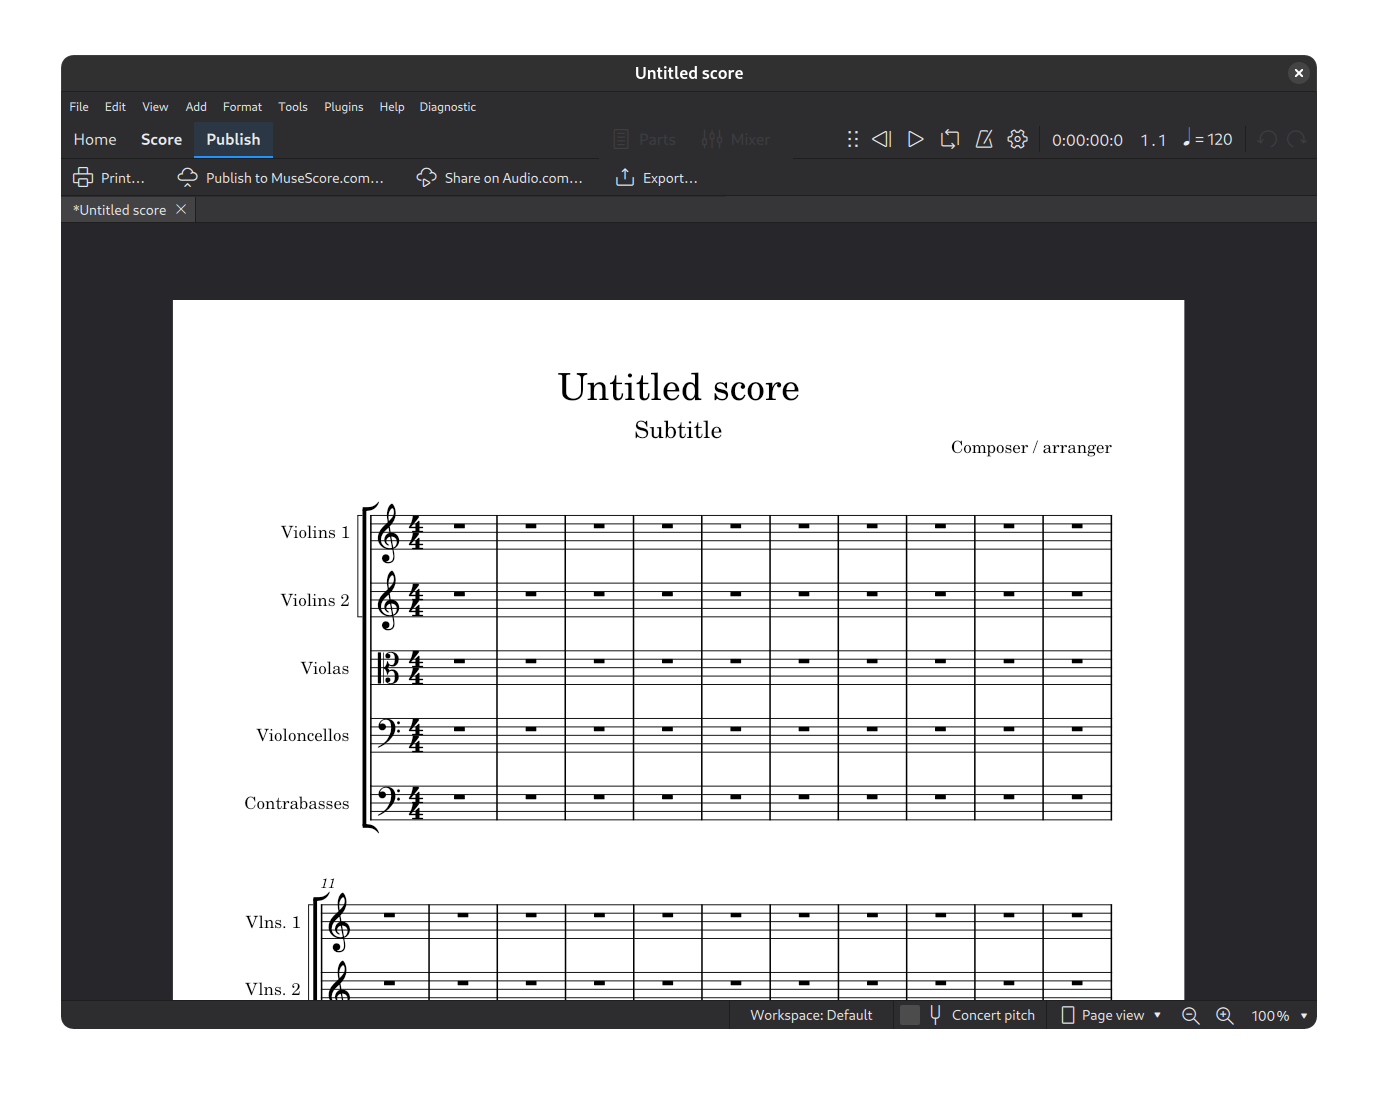 Untitled score
File Edit View Add Format Tools Plugins Help Diagnostic
Home Score Publish Parts Mixer 0:00:00:0 1.1 = 120
Print... Publish to MuseScore.com... Share on Audio.com... Export...
*Untitled score
Untitled score
Subtitle
Composer / arranger
Violins 1
Violins 2
Violas
Violoncellos
Contrabasses
11
Vlns. 1
Vlns. 2
Workspace: Default Concert pitch Page view 100%